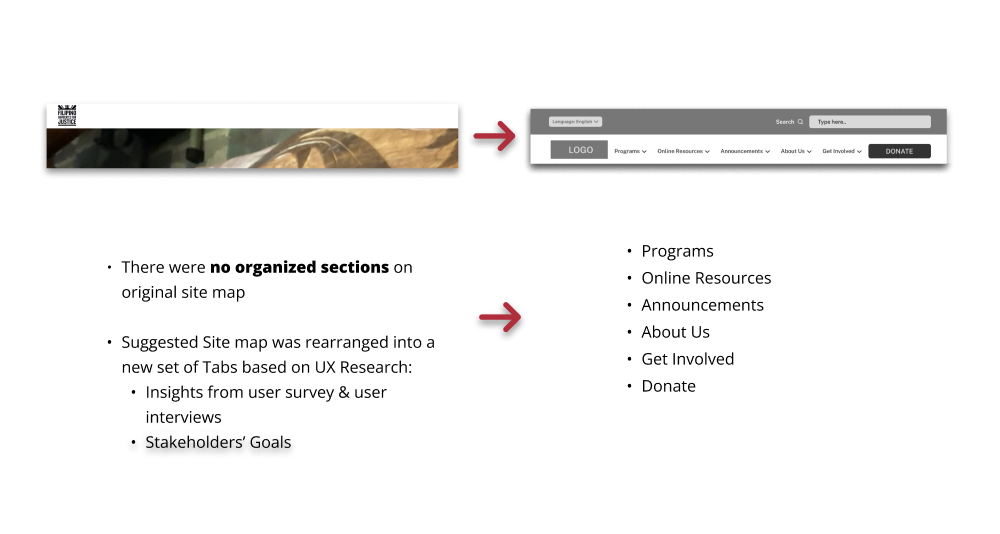 FILIPINO
JUSTICE
Language: English
Search
Type here..
LOGO
Programs
Online Resources
Announcements
About Us
Get Involved
DONATE
• There were no organized sections on
original site map
• Suggested Site map was rearranged into a
new set of Tabs based on UX Research:
• Insights from user survey & user
interviews
• Stakeholders’ Goals
• Programs
• Online Resources
• Announcements
• About Us
• Get Involved
• Donate